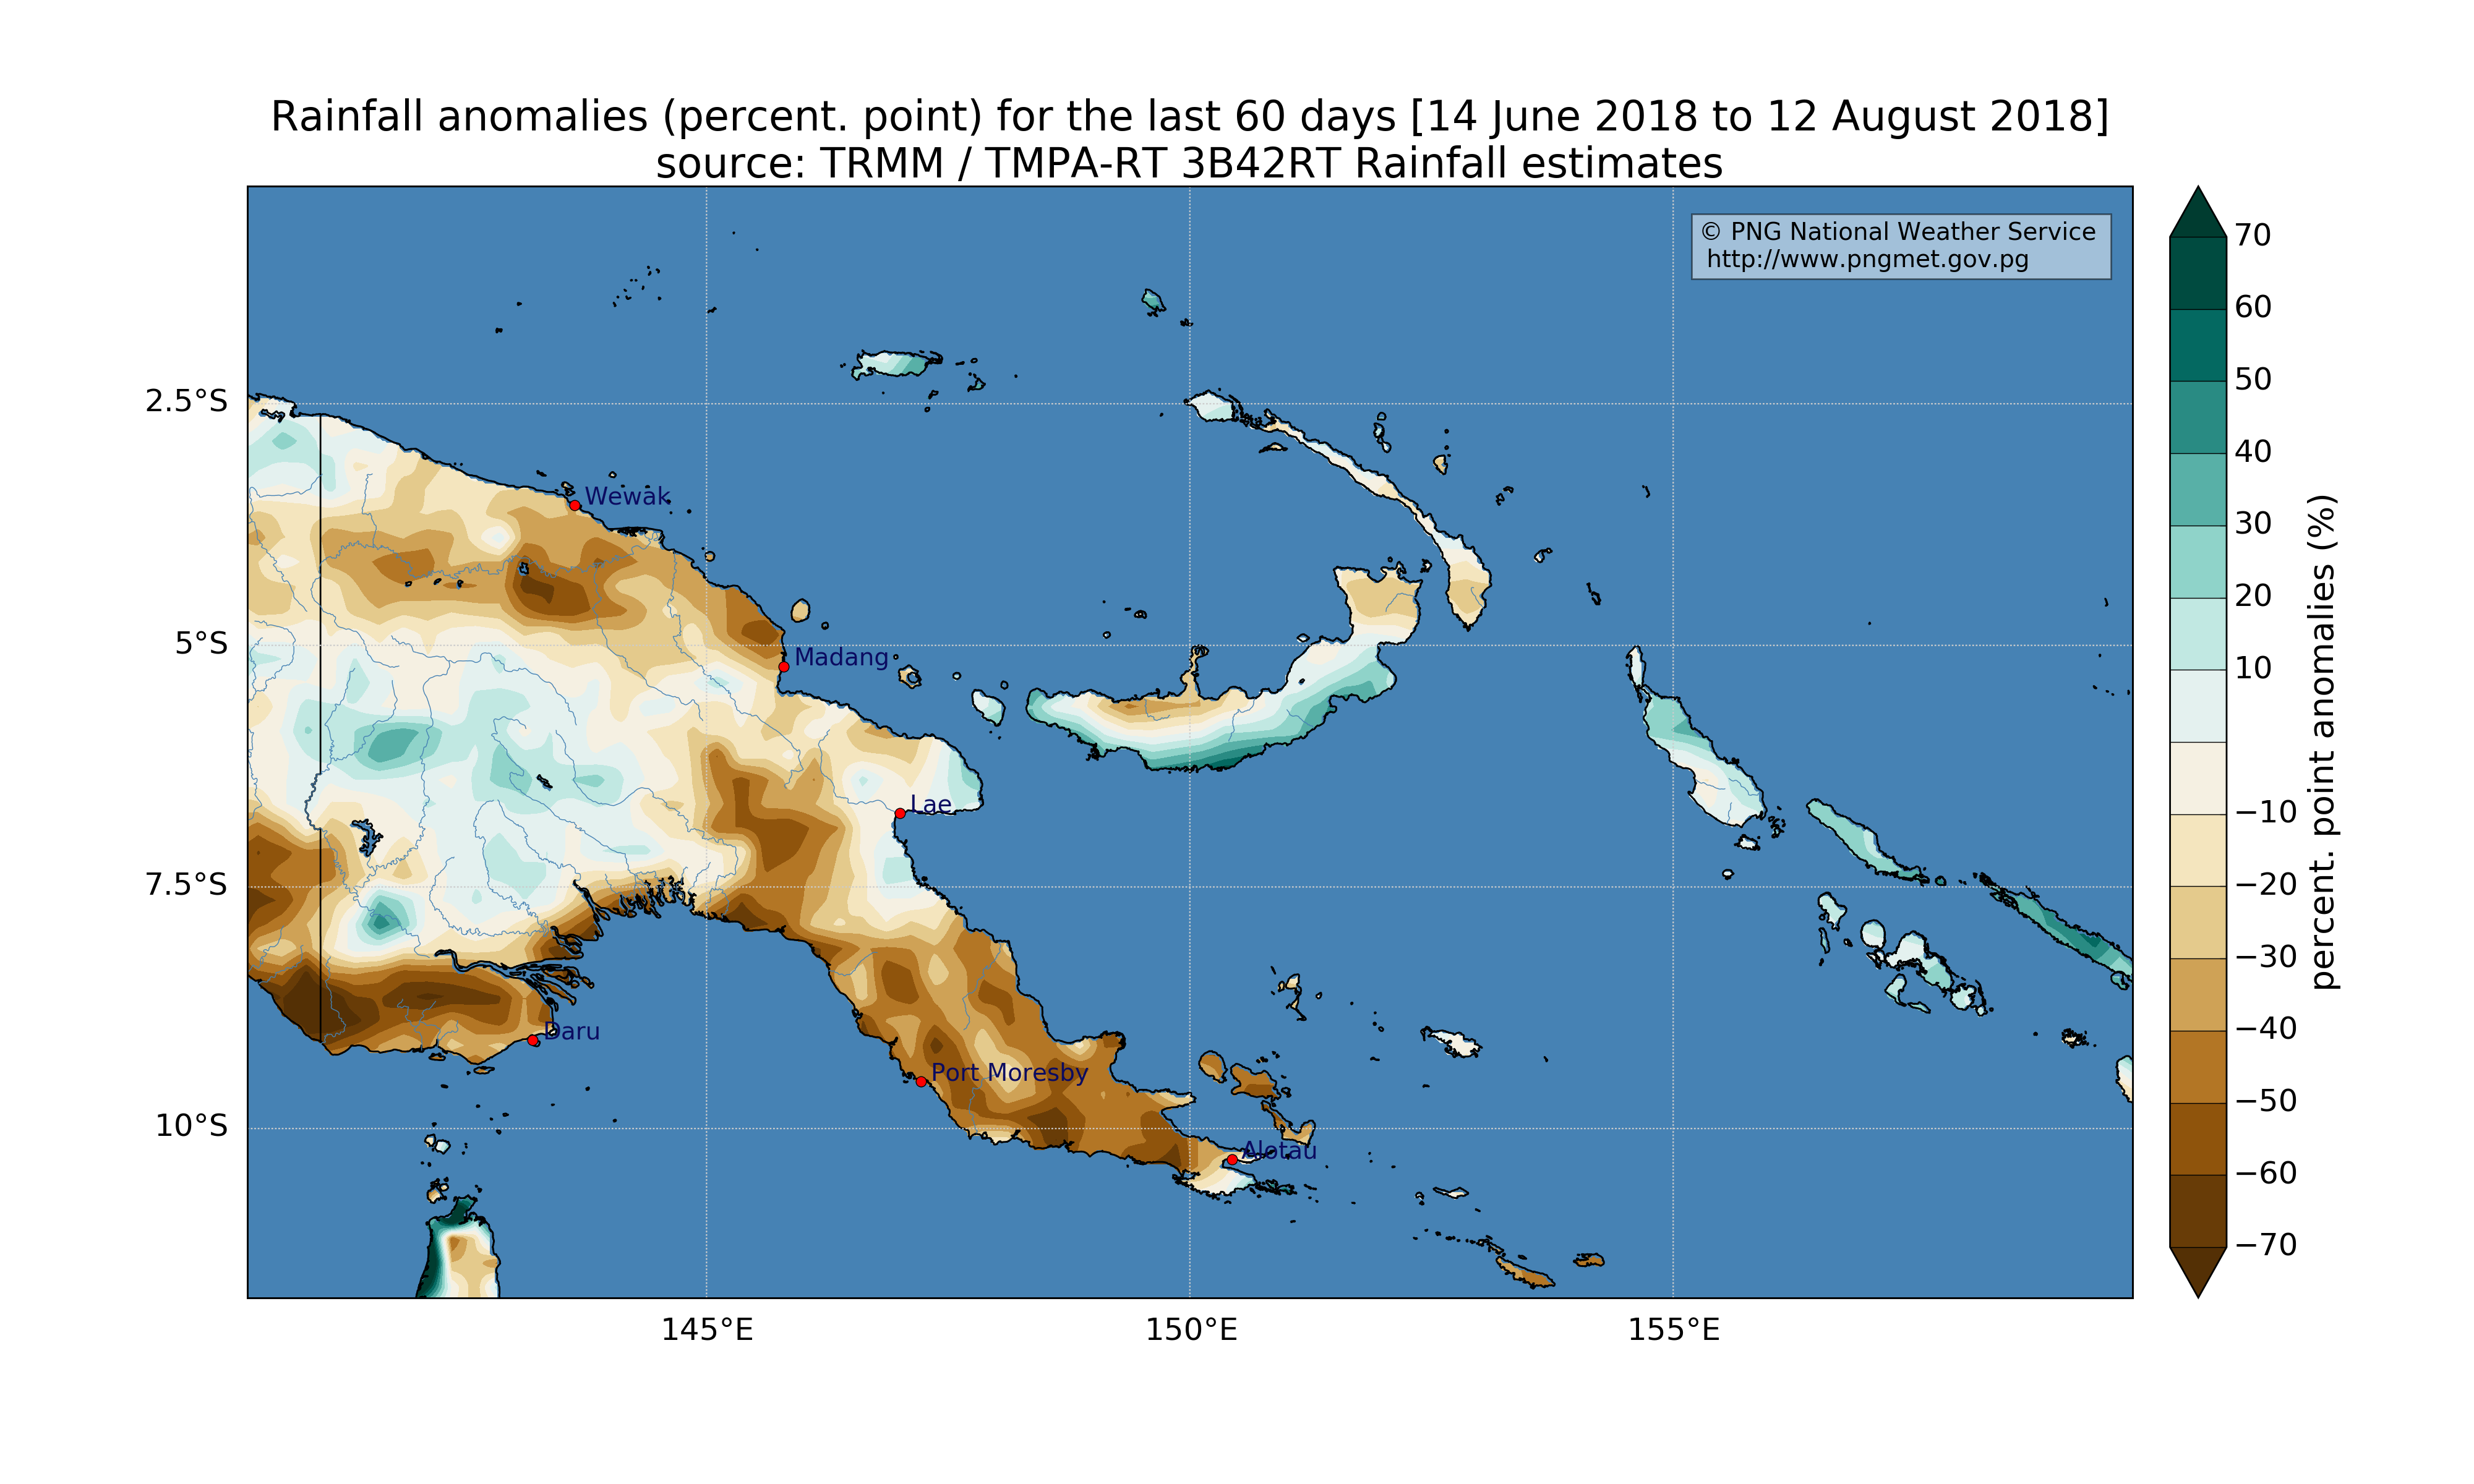 Rainfall anomalies (percent. point) for the last 60 days [14 June 2018 to 12 August 2018]
source: TRMM / TMPA-RT 3B42RT Rainfall estimates
© PNG National Weather Service
http://www.pngmet.gov.pg
2.5°S
5°S
7.5°S
10°S
145°E
150°E
155°E
Wewak
Madang
Lae
Daru
Port Moresby
Alotau
70
60
50
40
30
20
10
−10
−20
−30
−40
−50
−60
−70
percent. point anomalies (%)